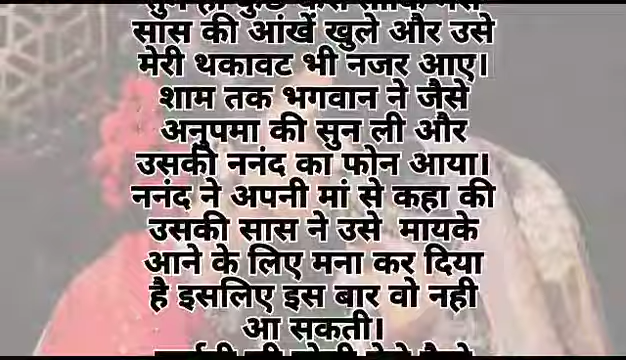 सास की आंखें खुले और उसे
मेरी थकावट भी नजर आए।
शाम तक भगवान ने जैसे
अनुपमा की सुन ली और
उसकी ननंद का फोन आया।
ननंद ने अपनी मां से कहा की
उसकी सास ने उसे मायके
आने के लिए मना कर दिया
है इसलिए इस बार वो नही
आ सकती।